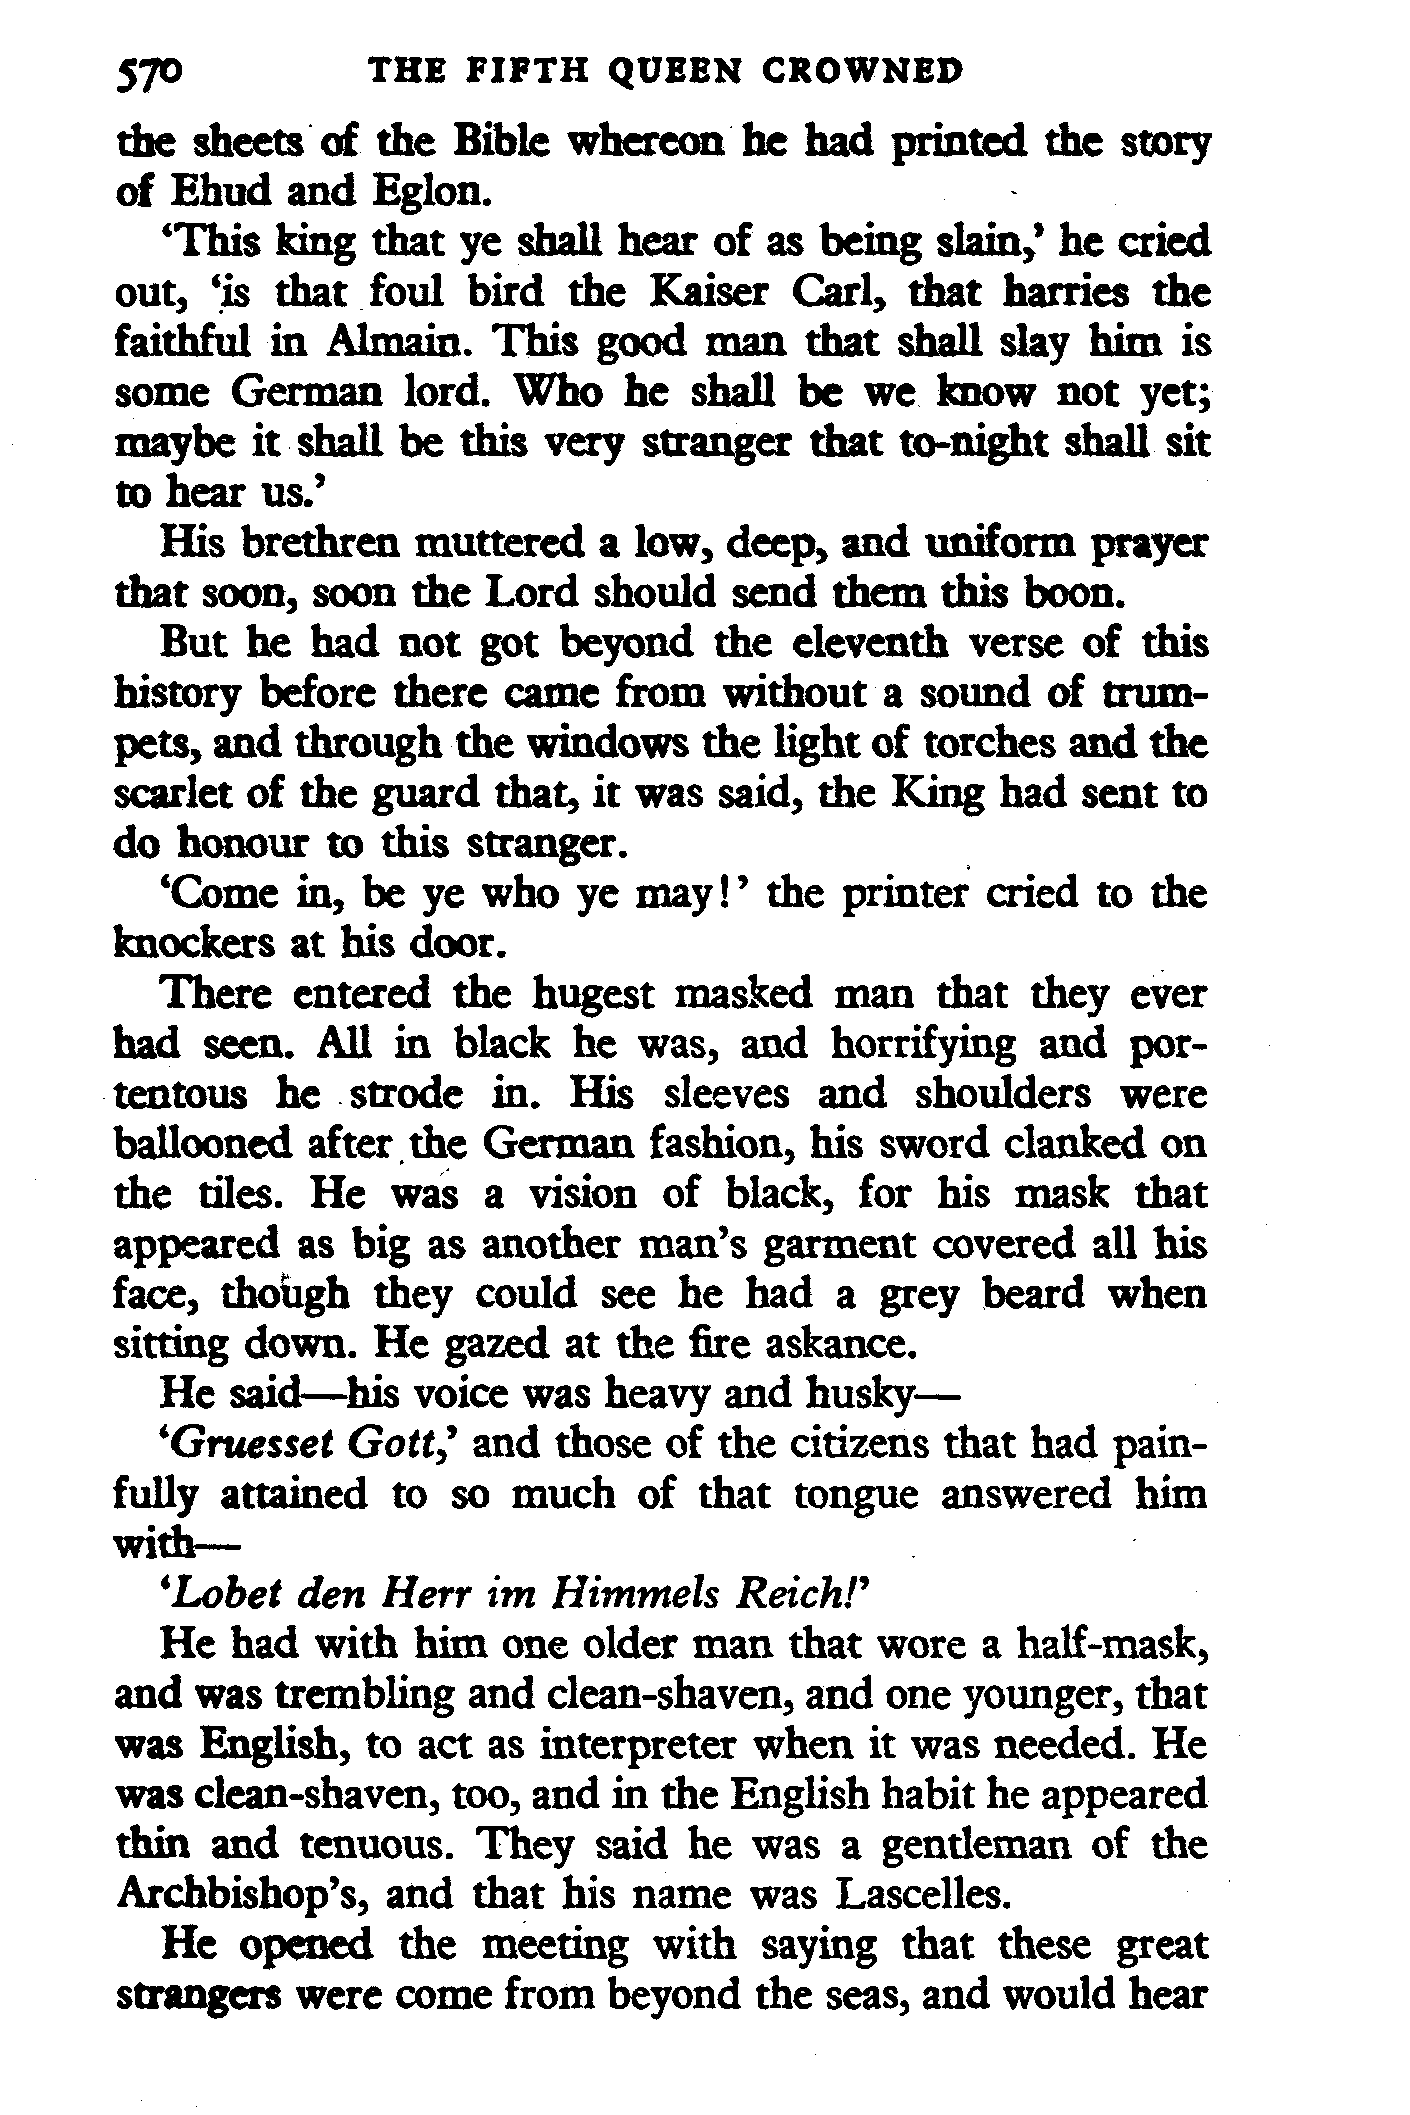 570 THE FIFTH QUEEN CROWNED
the sheets of the Bible whereon he had printed the story
of Ehud and Eglon.
‘This king that ye shall hear of as being slain,’ he cried
out, ‘is that foul bird the Kaiser Carl, that harries the
faithful in Almain. This good man that shall slay him is
some German lord. Who he shall be we know not yet;
maybe it shall be this very stranger that to-night shall sit
to hear us.’
His brethren muttered a low, deep, and uniform prayer
that soon, soon the Lord should send them this boon.
But he had not got beyond the eleventh verse of this
history before there came from without a sound of trum-
pets, and through the windows the light of torches and the
scarlet of the guard that, it was said, the King had sent to
do honour to this stranger.
‘Come in, be ye who ye may!’ the printer cried to the
knockers at his door.
There entered the hugest masked man that they ever
had seen. All in black he was, and horrifying and por-
tentous he strode in. His sleeves and shoulders were
ballooned after the German fashion, his sword clanked on
the tiles. He was a vision of black, for his mask that
appeared as big as another man’s garment covered all his
face, though they could see he had a grey beard when
sitting down. He gazed at the fire askance.
He said—his voice was heavy and husky—
‘Gruesset Gott,’ and those of the citizens that had pain-
fully attained to so much of that tongue answered him
with—
‘Lobet den Herr im Himmels Reich!’
He had with him one older man that wore a half-mask,
and was trembling and clean-shaven, and one younger, that
was English, to act as interpreter when it was needed. He
was clean-shaven, too, and in the English habit he appeared
thin and tenuous. They said he was a gentleman of the
Archbishop’s, and that his name was Lascelles.
He opened the meeting with saying that these great
strangers were come from beyond the seas, and would hear